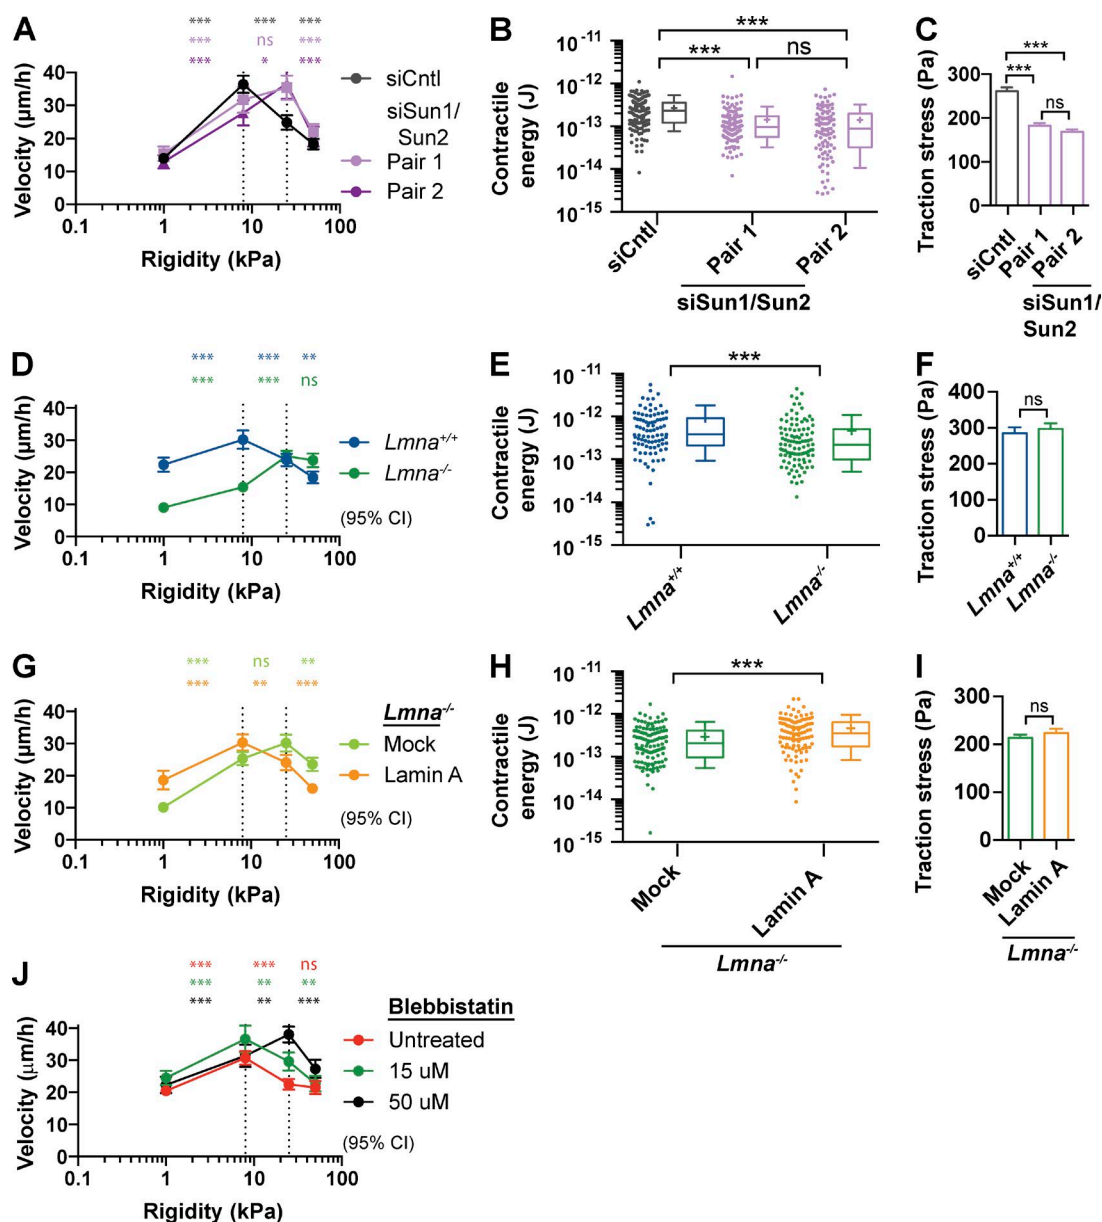 A
*** *** ***
*** ns ***
*** * ***
Velocity (µm/h)
40
30
20
10
0
0.1 1 10 100
Rigidity (kPa)
siCntl
siSun1/
Sun2
Pair 1
Pair 2
B
***
*** ns
Contractile
energy (J)
10 -11
10 -12
10 -13
10 -14
10 -15
siCntl
Pair 1
Pair 2
siSun1/Sun2
C
***
***
ns
Traction stress (Pa)
300
200
100
0
siCntl
Pair 1
Pair 2
siSun1/
Sun2
D
*** *** **
*** *** ns
Velocity (µm/h)
40
30
20
10
0
0.1 1 10 100
Rigidity (kPa)
Lmna+/+
Lmna-/-
(95% CI)
E
***
Contractile
energy (J)
10 -11
10 -12
10 -13
10 -14
10 -15
Lmna+/+
Lmna-/-
F
ns
Traction stress (Pa)
400
300
200
100
0
Lmna+/+
Lmna-/-
G
*** ns **
*** ** ***
Velocity (µm/h)
40
30
20
10
0
0.1 1 10 100
Rigidity (kPa)
Lmna-/-
Mock
Lamin A
(95% CI)
H
***
Contractile
energy (J)
10 -11
10 -12
10 -13
10 -14
10 -15
Mock
Lamin A
Lmna-/-
I
ns
Traction stress (Pa)
300
200
100
0
Mock
Lamin A
Lmna-/-
J
*** *** ns
*** ** **
*** ** ***
Velocity (µm/h)
40
30
20
10
0
0.1 1 10 100
Rigidity (kPa)
Blebbistatin
Untreated
15 uM
50 uM
(95% CI)